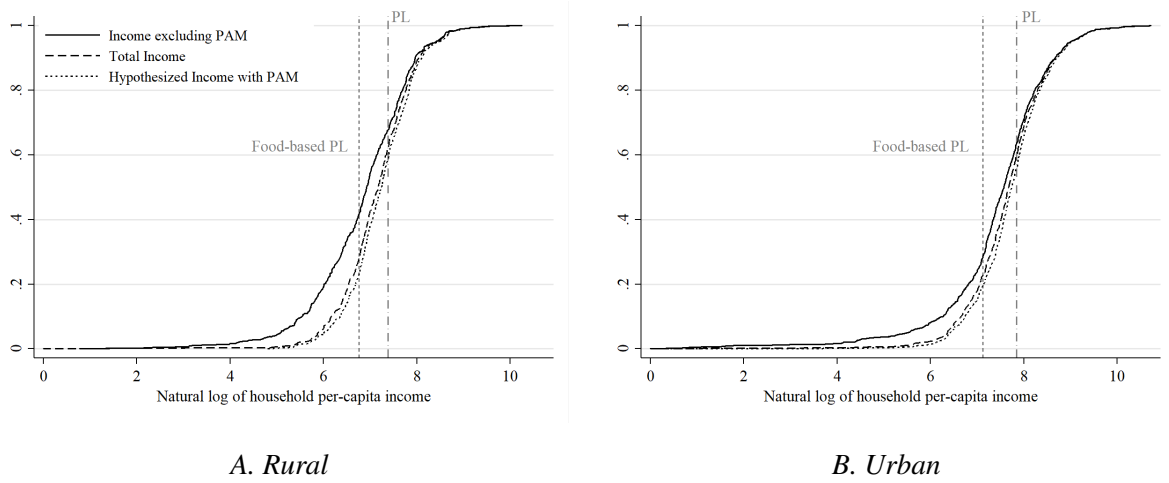 PL
Income excluding PAM
Total Income
Hypothesized Income with PAM
Food-based PL
1
.8
.6
.4
.2
0
0 2 4 6 8 10
Natural log of household per-capita income
A. Rural
PL
Food-based PL
1
.8
.6
.4
.2
0
0 2 4 6 8 10
Natural log of household per-capita income
B. Urban